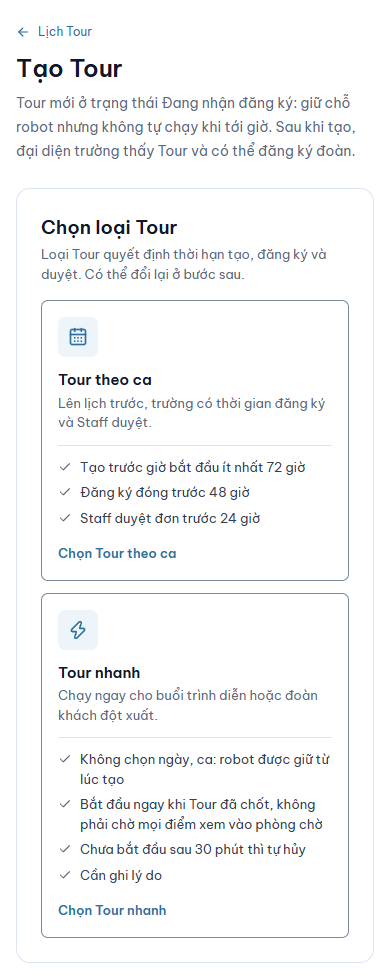 Lịch Tour
Tạo Tour
Tour mới ở trạng thái Đang nhận đăng ký: giữ chỗ
robot nhưng không tự chạy khi tới giờ. Sau khi tạo,
đại diện trường thấy Tour và có thể đăng ký đoàn.
Chọn loại Tour
Loại Tour quyết định thời hạn tạo, đăng ký và
duyệt. Có thể đổi lại ở bước sau.
Tour theo ca
Lên lịch trước, trường có thời gian đăng ký
và Staff duyệt.
Tạo trước giờ bắt đầu ít nhất 72 giờ
Đăng ký đóng trước 48 giờ
Staff duyệt đơn trước 24 giờ
Chọn Tour theo ca
Tour nhanh
Chạy ngay cho buổi trình diễn hoặc đoàn
khách đột xuất.
Không chọn ngày, ca: robot được giữ từ
lúc tạo
Bắt đầu ngay khi Tour đã chốt, không
phải chờ mọi điểm xem vào phòng chờ
Chưa bắt đầu sau 30 phút thì tự hủy
Cần ghi lý do
Chọn Tour nhanh